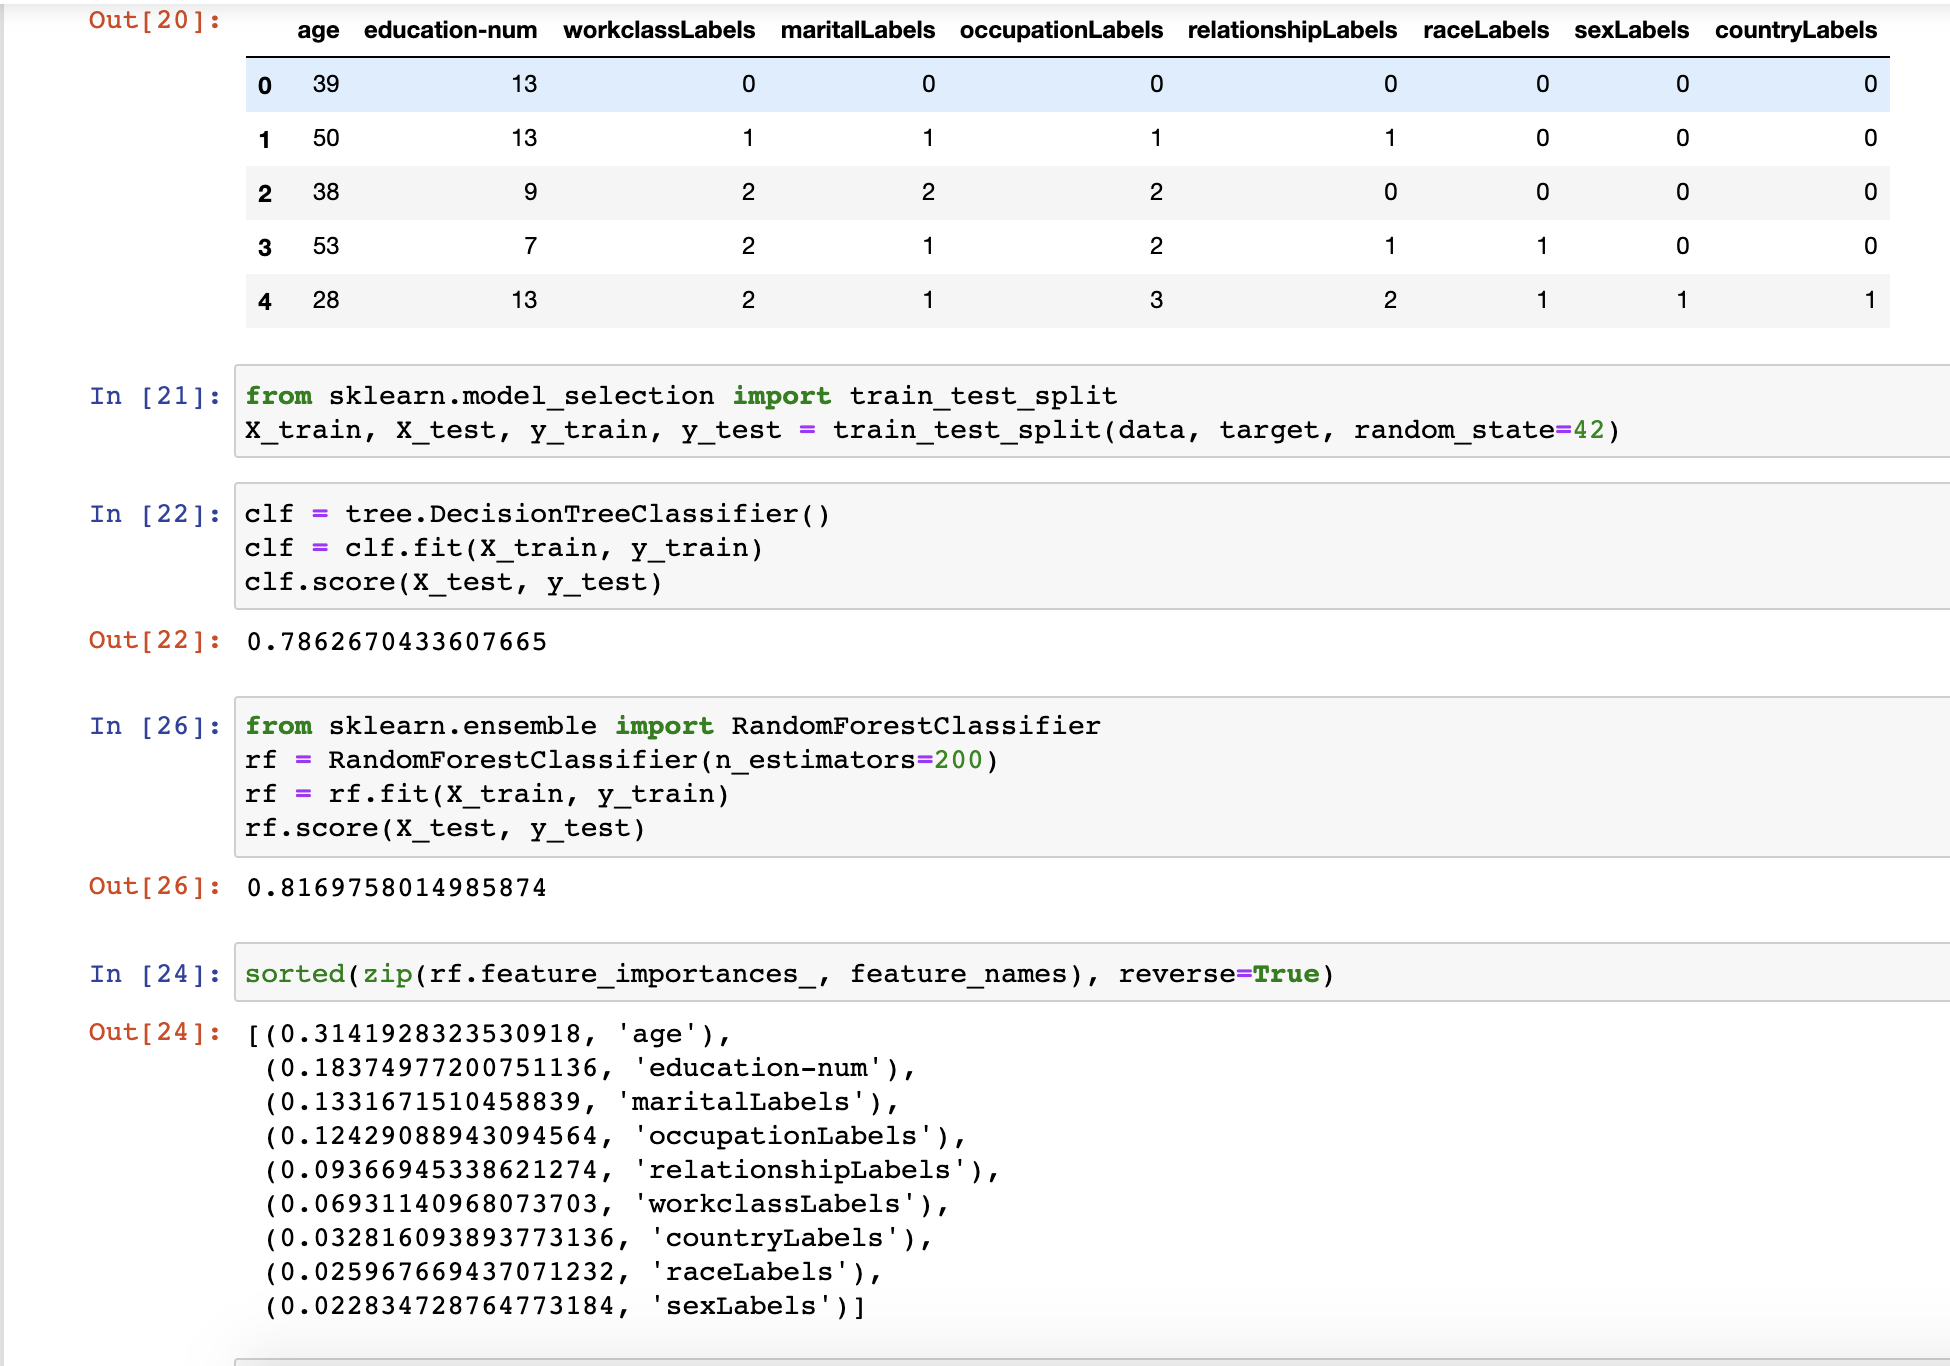 Out[20]:
age education-num workclassLabels maritalLabels occupationLabels relationshipLabels raceLabels sexLabels countryLabels
0 39 13 0 0 0 0 0 0 0
1 50 13 1 1 1 1 0 0 0
2 38 9 2 2 2 0 0 0 0
3 53 7 2 1 2 1 1 0 0
4 28 13 2 1 3 2 1 1 1
In [21]: from sklearn.model_selection import train_test_split
X_train, X_test, y_train, y_test = train_test_split(data, target, random_state=42)
In [22]: clf = tree.DecisionTreeClassifier()
clf = clf.fit(X_train, y_train)
clf.score(X_test, y_test)
Out[22]: 0.7862670433607665
In [26]: from sklearn.ensemble import RandomForestClassifier
rf = RandomForestClassifier(n_estimators=200)
rf = rf.fit(X_train, y_train)
rf.score(X_test, y_test)
Out[26]: 0.8169758014985874
In [24]: sorted(zip(rf.feature_importances_, feature_names), reverse=True)
Out[24]: [(0.3141928323530918, 'age'),
(0.18374977200751136, 'education-num'),
(0.1331671510458839, 'maritalLabels'),
(0.12429088943094564, 'occupationLabels'),
(0.09366945338621274, 'relationshipLabels'),
(0.06931140968073703, 'workclassLabels'),
(0.032816093893773136, 'countryLabels'),
(0.025967669437071232, 'raceLabels'),
(0.022834728764773184, 'sexLabels')]